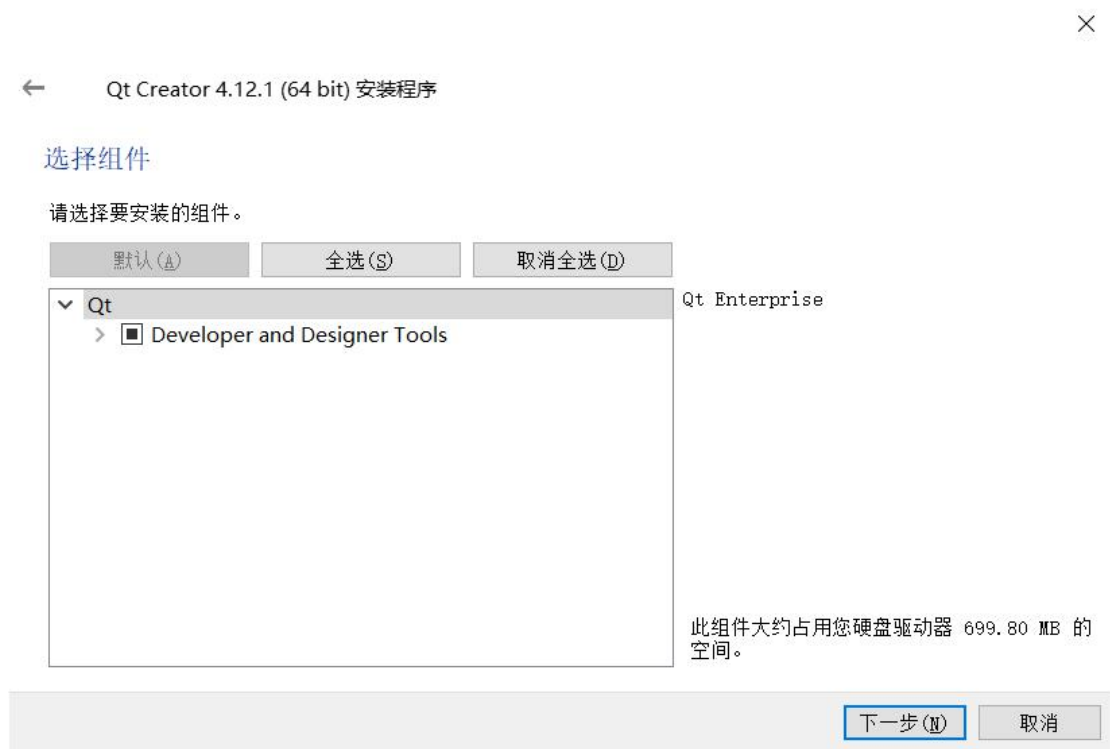 Qt Creator 4.12.1 (64 bit) 安装程序
选择组件
请选择要安装的组件。
默认(A) 全选(S) 取消全选(D)
Qt
Developer and Designer Tools
Qt Enterprise
此组件大约占用您硬盘驱动器 699.80 MB 的
空间。
下一步(N) 取消